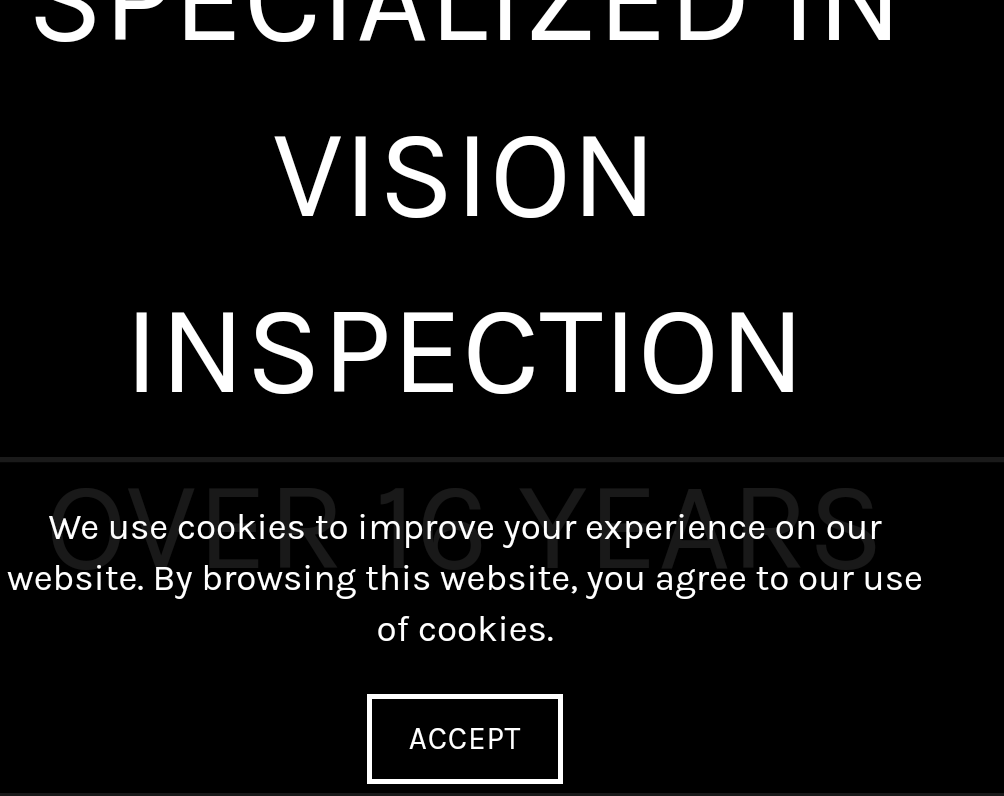 SPECIALIZED IN
VISION
INSPECTION
OVER 16 YEARS
We use cookies to improve your experience on our
website. By browsing this website, you agree to our use
of cookies.
ACCEPT